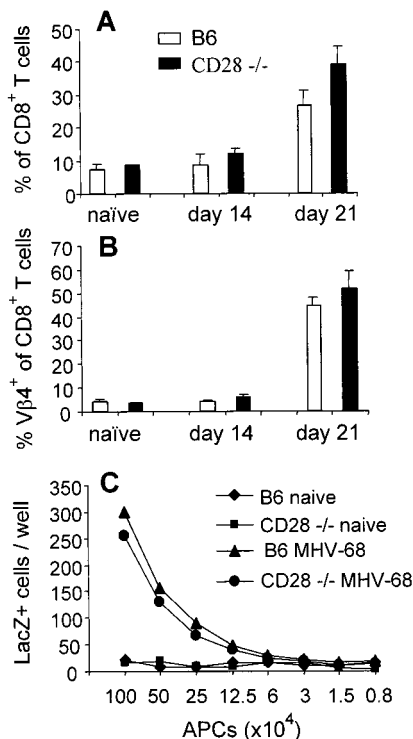 A
B6
CD28 -/-
% of CD8+ T cells
50
40
30
20
10
0
naïve day 14 day 21
B
% Vβ4+ of CD8+ T cells
70
60
50
40
30
20
10
0
naïve day 14 day 21
C
B6 naive
CD28 -/- naive
B6 MHV-68
CD28 -/- MHV-68
LacZ+ cells / well
350
300
250
200
150
100
50
0
100 50 25 12.5 6 3 1.5 0.8
APCs (x10⁴)